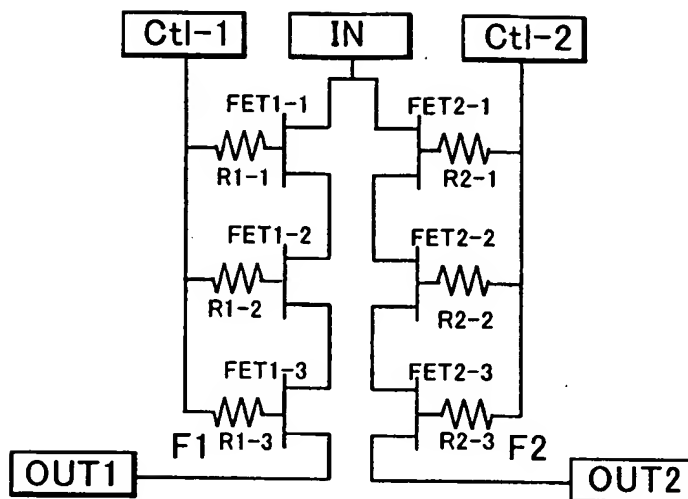 Ctl-1
IN
Ctl-2
FET1-1
FET2-1
R1-1
R2-1
FET1-2
FET2-2
R1-2
R2-2
FET1-3
FET2-3
R1-3
R2-3
F1
F2
OUT1
OUT2